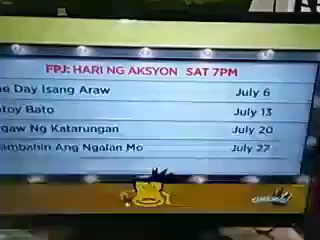 FPJ: HARI NG AKSYON SAT 7PM
ne Day Isang Araw July 6
toy Bato July 13
gaw Ng Katarungan July 20
ambahin Ang Ngalan Mo July 27